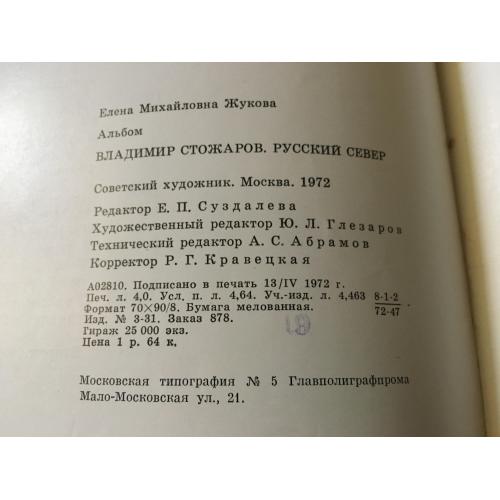 Елена Михайловна Жукова
Альбом
ВЛАДИМИР СТОЖАРОВ. РУССКИЙ СЕВЕР
Советский художник. Москва. 1972
Редактор Е. П. Суздалева
Художественный редактор Ю. Л. Глезаров
Технический редактор А. С. Абрамов
Корректор Р. Г. Кравецкая
А02810. Подписано в печать 13/IV 1972 г.
Печ. л. 4,0. Усл. п. л. 4,64. Уч.-изд. л. 4,463 8-1-2
Формат 70×90/8. Бумага мелованная. 72-47
Изд. № 3-31. Заказ 878.
Тираж 25 000 экз.
Цена 1 р. 64 к.
Московская типография № 5 Главполиграфпрома
Мало-Московская ул., 21.